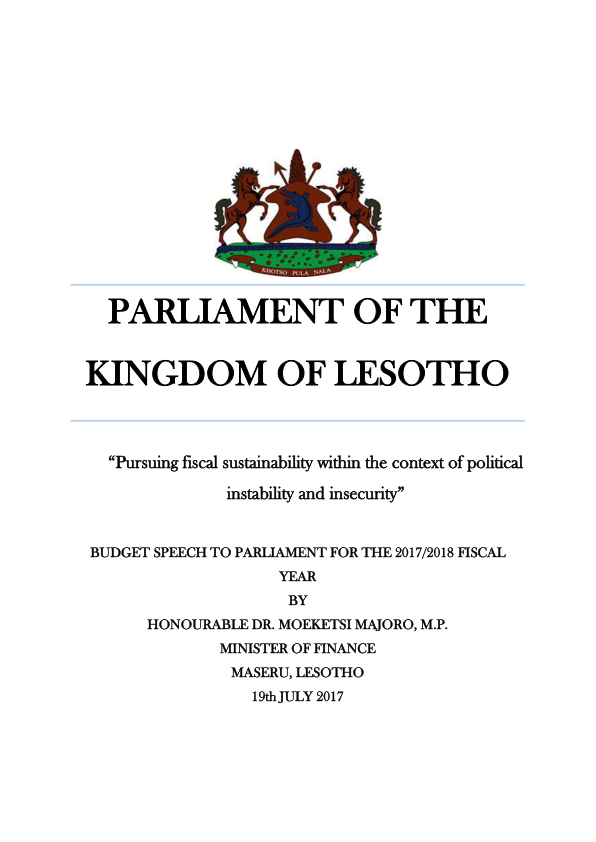 KHOTSO PULA NALA
PARLIAMENT OF THE
KINGDOM OF LESOTHO
“Pursuing fiscal sustainability within the context of political
instability and insecurity”
BUDGET SPEECH TO PARLIAMENT FOR THE 2017/2018 FISCAL
YEAR
BY
HONOURABLE DR. MOEKETSI MAJORO, M.P.
MINISTER OF FINANCE
MASERU, LESOTHO
19th JULY 2017